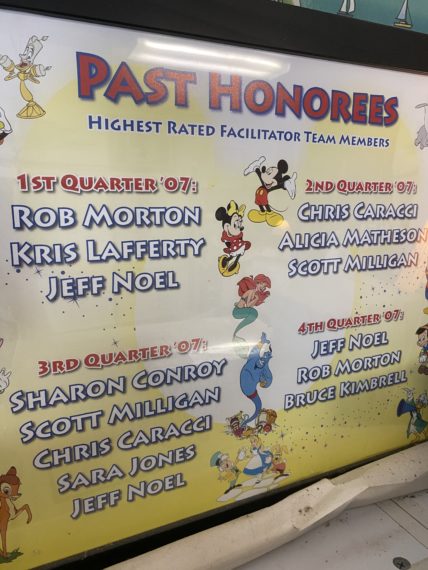 PAST HONOREES
HIGHEST RATED FACILITATOR TEAM MEMBERS
1ST QUARTER '07:
ROB MORTON
KRIS LAFFERTY
JEFF NOEL
2ND QUARTER '07:
CHRIS CARACCI
ALICIA MATHESON
SCOTT MILLIGAN
3RD QUARTER '07:
SHARON CONROY
SCOTT MILLIGAN
CHRIS CARACCI
SARA JONES
JEFF NOEL
4TH QUARTER '07:
JEFF NOEL
ROB MORTON
BRUCE KIMBRELL